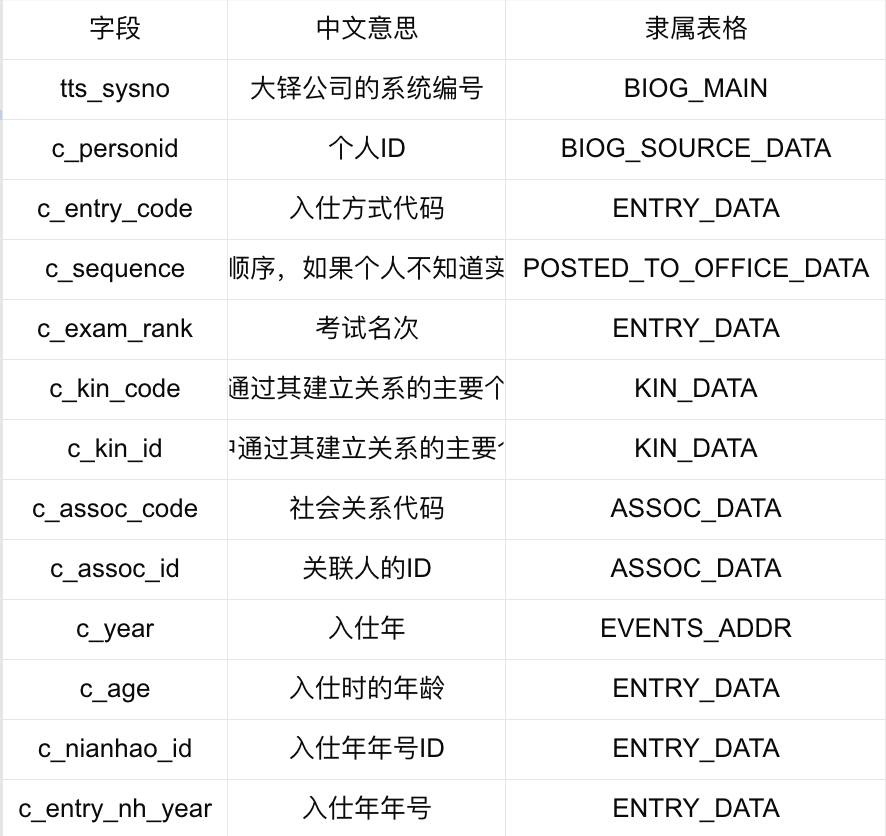 字段 中文意思 隶属表格
tts_sysno 大铎公司的系统编号 BIOG_MAIN
c_personid 个人ID BIOG_SOURCE_DATA
c_entry_code 入仕方式代码 ENTRY_DATA
c_sequence 顺序，如果个人不知道实 POSTED_TO_OFFICE_DATA
c_exam_rank 考试名次 ENTRY_DATA
c_kin_code 通过其建立关系的主要个 KIN_DATA
c_kin_id 中通过其建立关系的主要 KIN_DATA
c_assoc_code 社会关系代码 ASSOC_DATA
c_assoc_id 关联人的ID ASSOC_DATA
c_year 入仕年 EVENTS_ADDR
c_age 入仕时的年龄 ENTRY_DATA
c_nianhao_id 入仕年年号ID ENTRY_DATA
c_entry_nh_year 入仕年年号 ENTRY_DATA